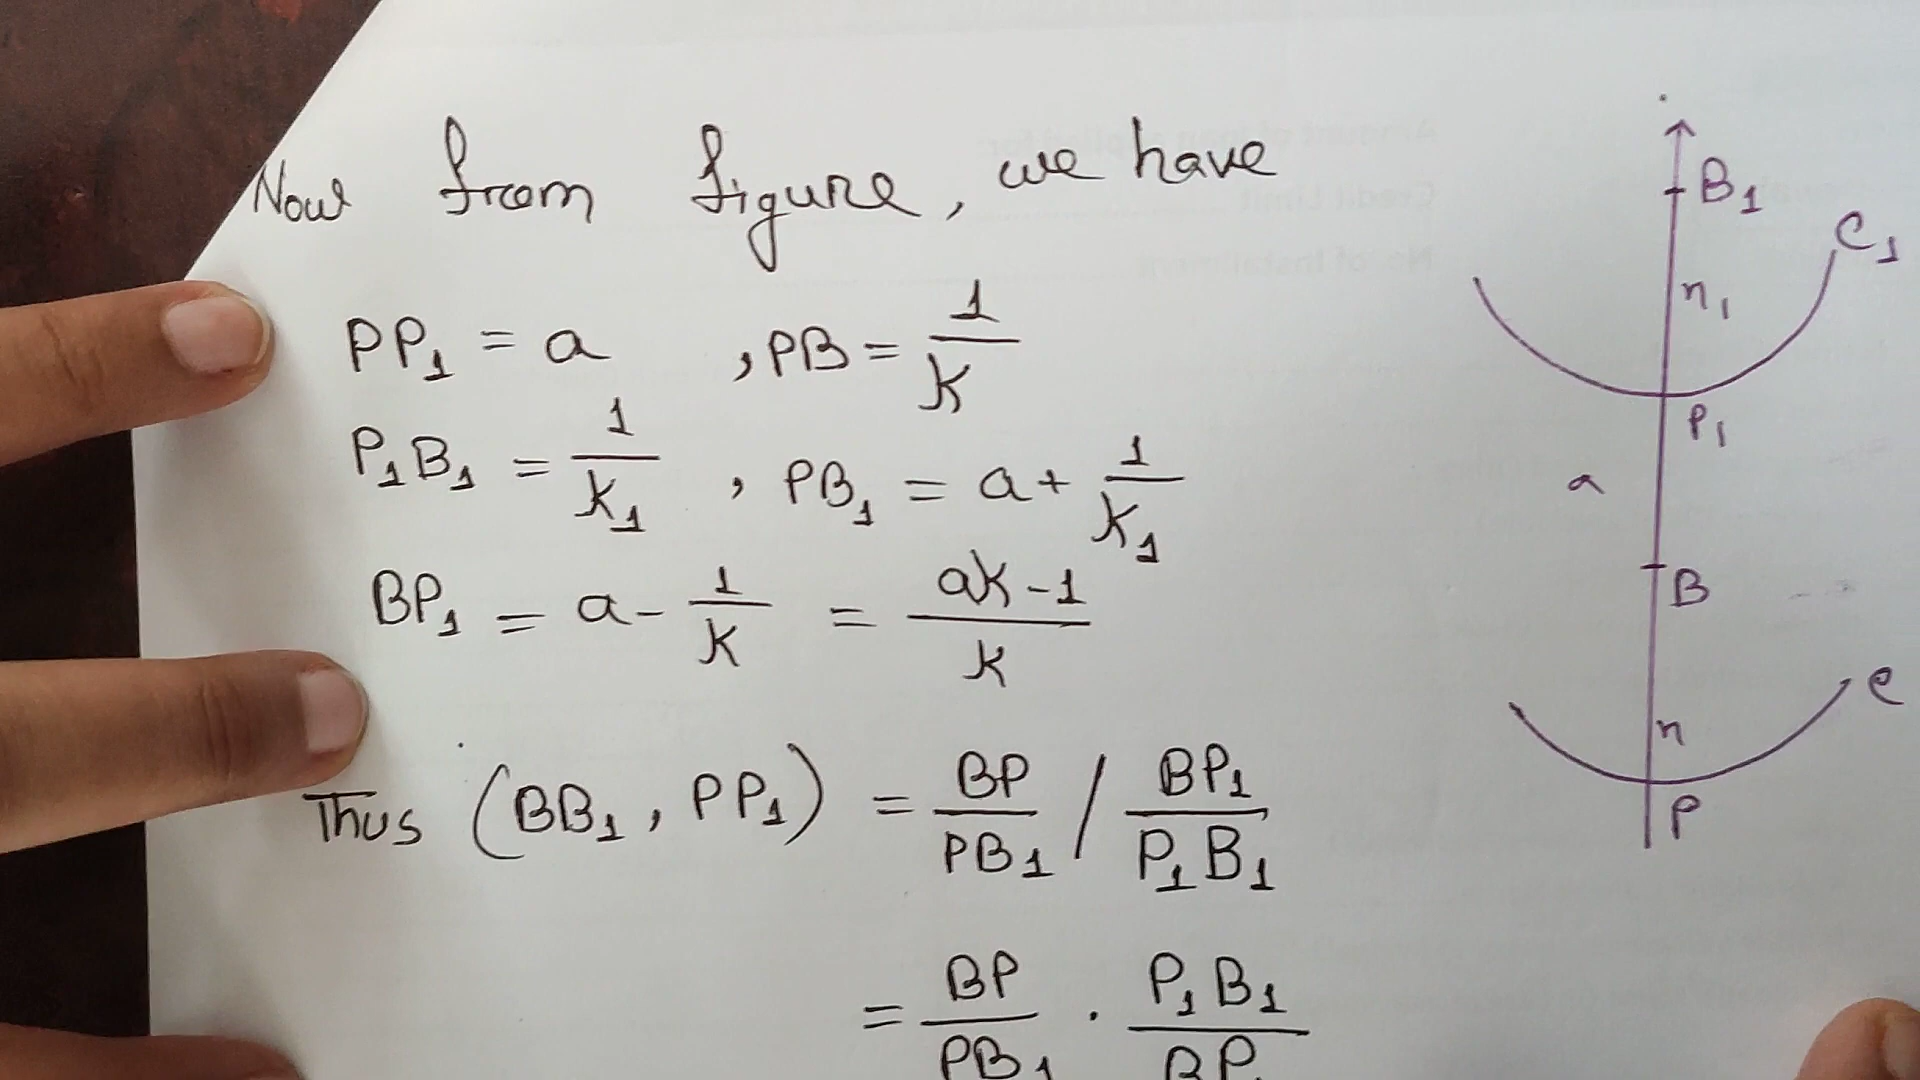 Now from figure, we have
PP₁ = a , PB = 1/K
P₁B₁ = 1/K₁ , PB₁ = a + 1/K₁
BP₁ = a - 1/K = aK-1/K
Thus (BB₁, PP₁) = BP/PB₁ / BP₁/P₁B₁
= BP/PB₁ . P₁B₁/BP
B₁
C₁
n₁
P₁
a
B
C
n
P